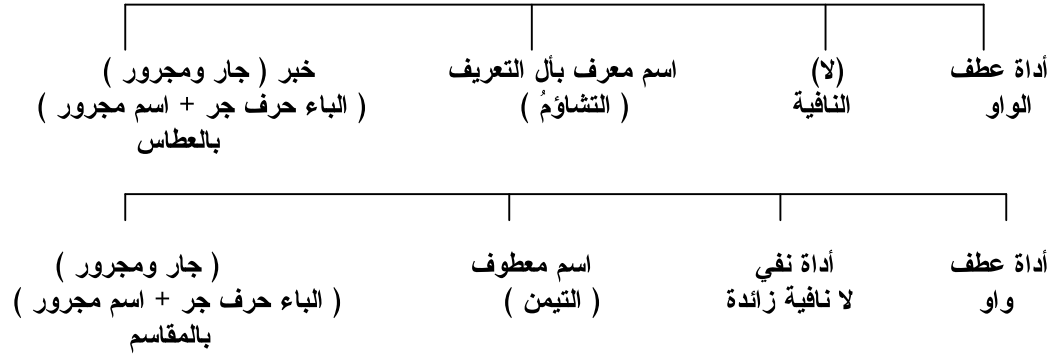 أداة عطف (لا) اسم معرف بأل التعريف خبر ( جار ومجرور )
الواو النافية ( التشاؤمُ ) ( الباء حرف جر + اسم مجرور )
بالعطاس
أداة عطف أداة نفي اسم معطوف ( جار ومجرور )
واو لا نافية زائدة ( التيمن ) ( الباء حرف جر + اسم مجرور )
بالمقاسم